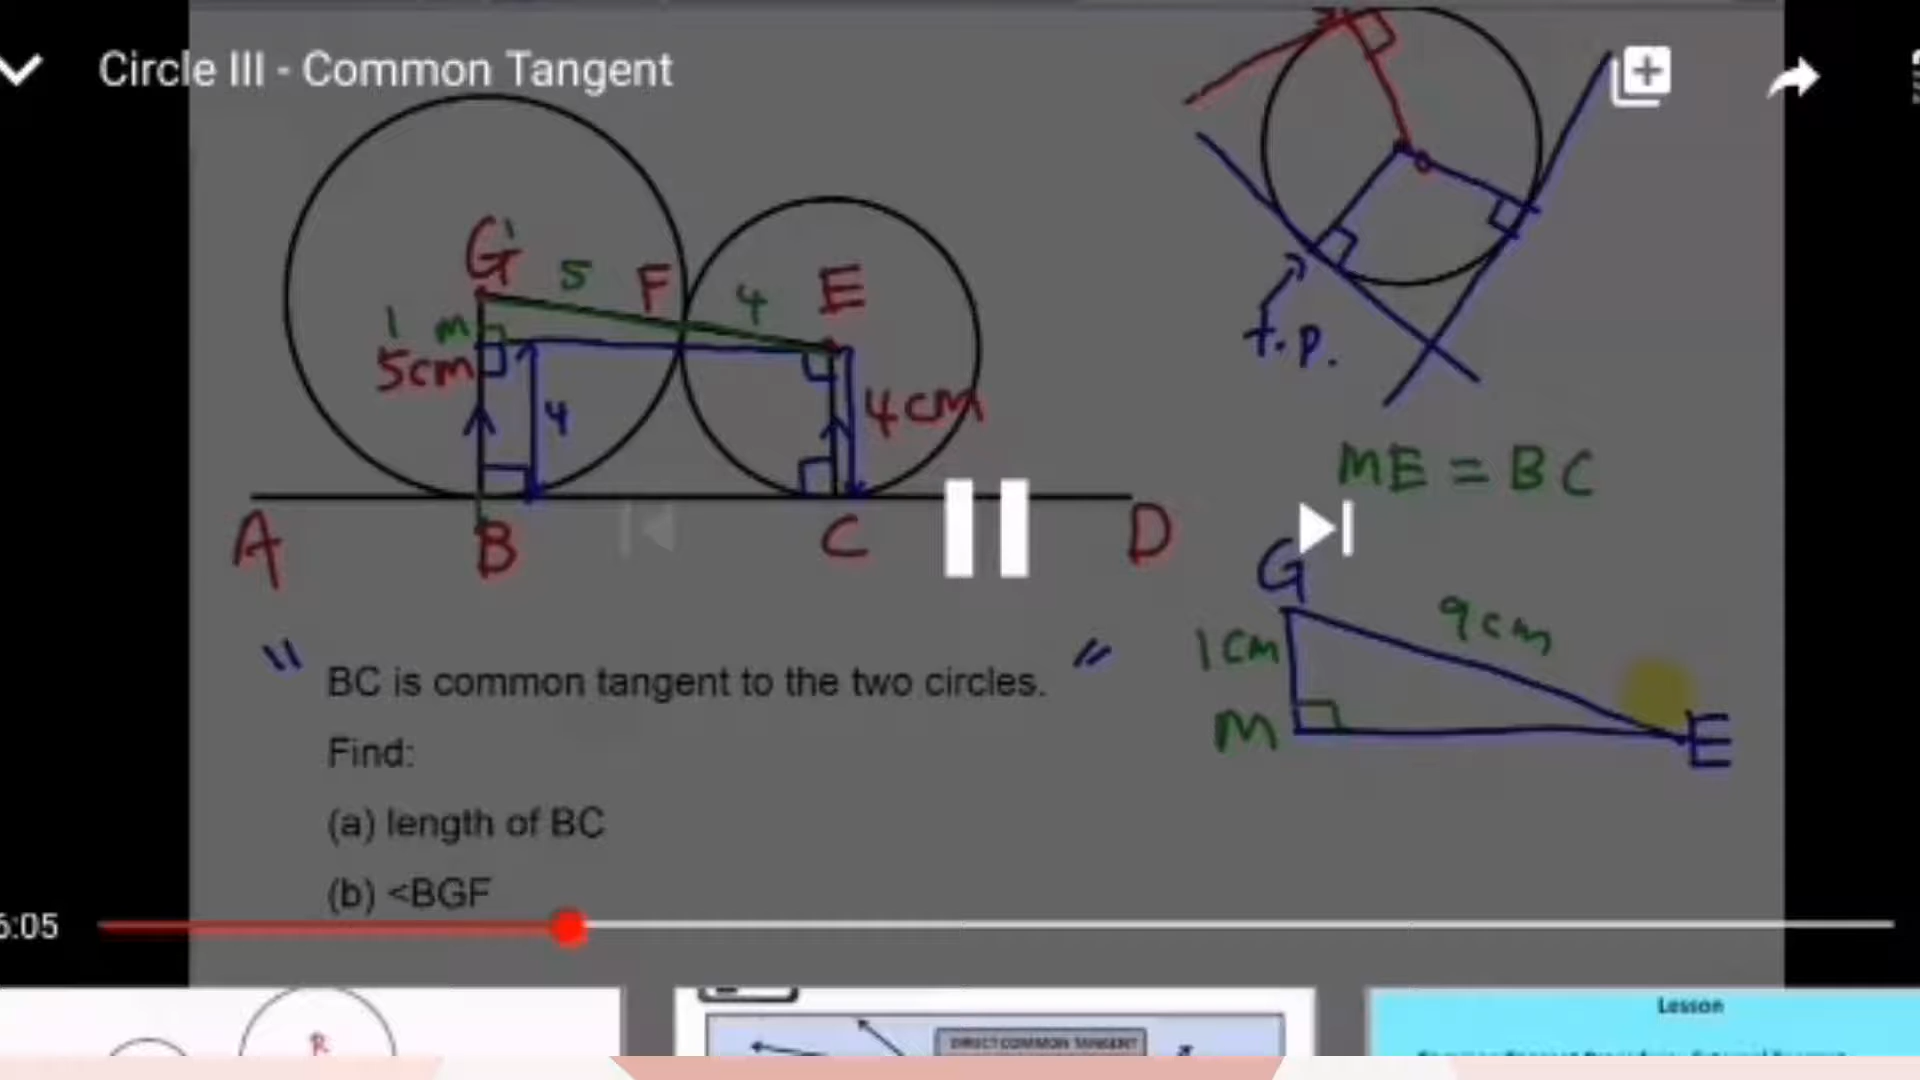 Circle III - Common Tangent
G
5
F
4
E
1 M
5cm
4
4cm
A
B
C
D
t.p.
ME = BC
G
1cm
9cm
M
E
" BC is common tangent to the two circles. "
Find:
(a) length of BC
(b) <BGF
:05
R
DIRECT COMMON TANGENT
Lesson